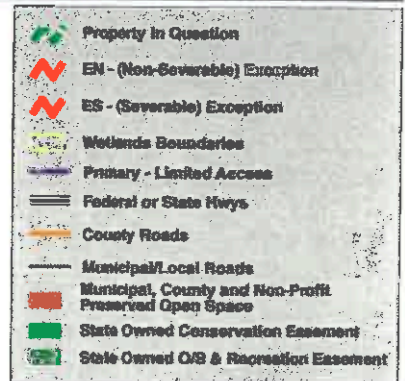 Property In Question
EN - (Non-Severable) Exception
ES - (Severable) Exception
Wetlands Boundaries
Primary - Limited Access
Federal or State Hwys
County Roads
Municipal/Local Roads
Municipal, County and Non-Profit
Preserved Open Space
State Owned Conservation Easement
State Owned O/S & Recreation Easement